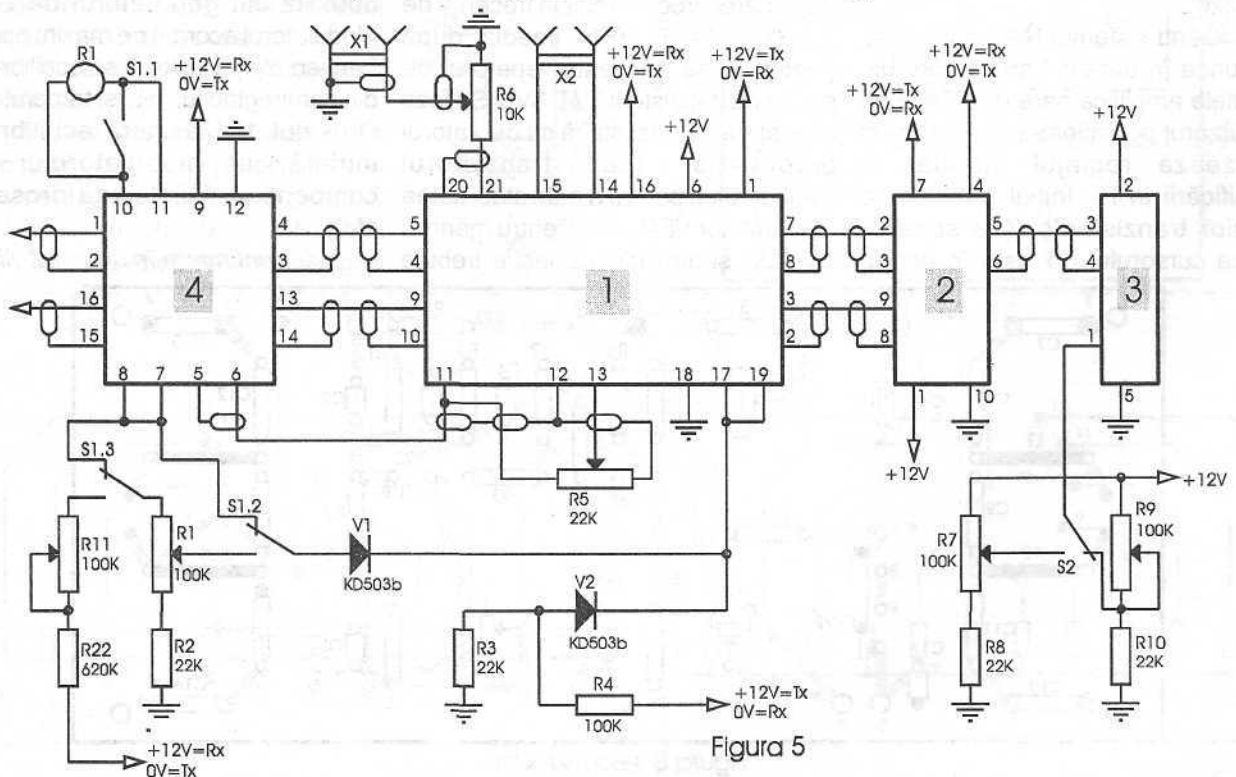 R1
S1.1
+12V=Rx
0V=Tx
X1
R6
10K
X2
+12V=Rx
0V=Tx
+12V
+12V=Rx
0V=Tx
+12V=Tx
0V=Rx
+12V=Rx
0V=Tx
+12V
10 11 9 12
20 21 15 14 16 6 1
7 4
2
1
2
16
15
4
4
3
13
14
5
4
9
10
1
7
8
3
2
2
3
9
8
2
5
6
3
4
3
1
8 7 5 6
11 12 13 18 17 19
1 10
5
+12V
S1,3
S1,2
R5
22K
+12V
R11
100K
R1
100K
V1
KD503b
R7
100K
S2
R9
100K
V2
KD503b
R22
620K
R2
22K
R3
22K
R4
100K
+12V=Tx
0V=Rx
R8
22K
R10
22K
+12V=Rx
0V=Tx
Figura 5